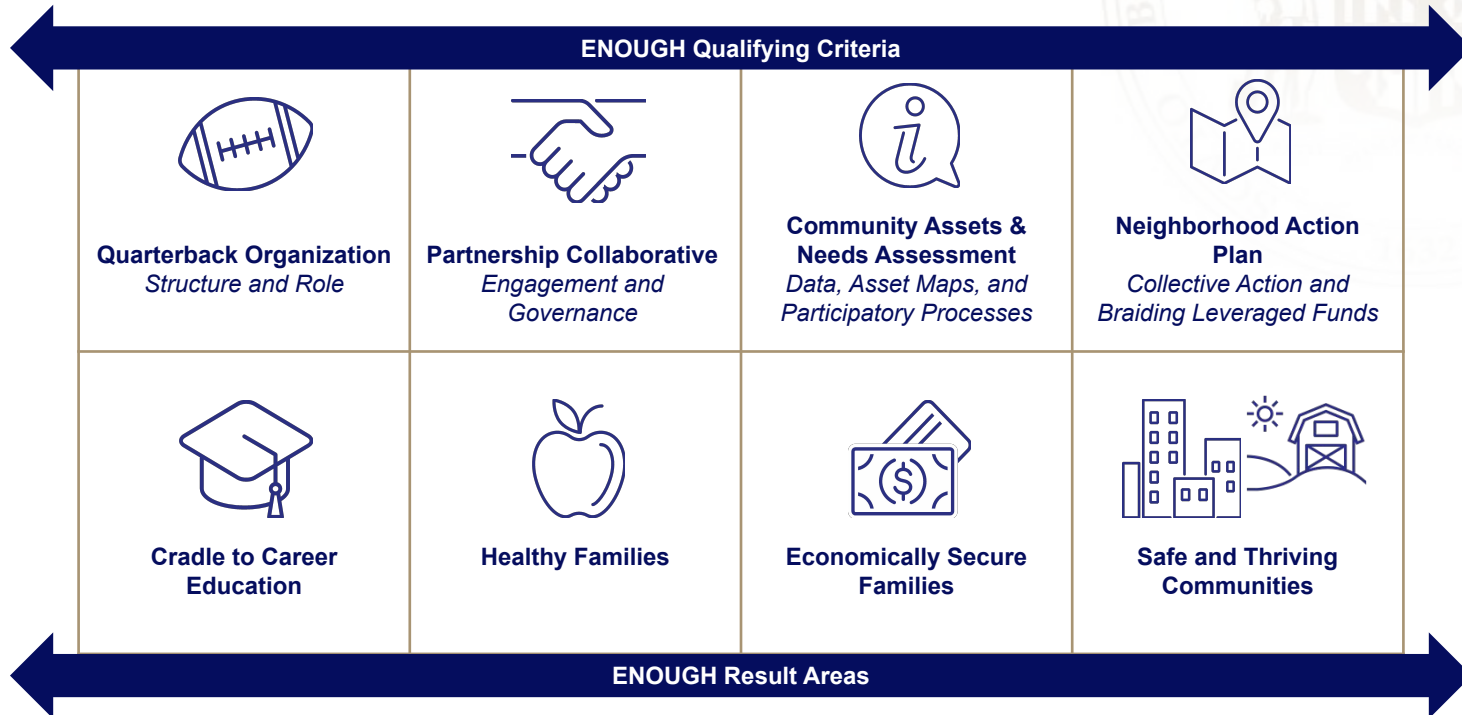 ENOUGH Qualifying Criteria
Quarterback Organization
Structure and Role
Partnership Collaborative
Engagement and
Governance
Community Assets &
Needs Assessment
Data, Asset Maps, and
Participatory Processes
Neighborhood Action
Plan
Collective Action and
Braiding Leveraged Funds
Cradle to Career
Education
Healthy Families
Economically Secure
Families
Safe and Thriving
Communities
ENOUGH Result Areas